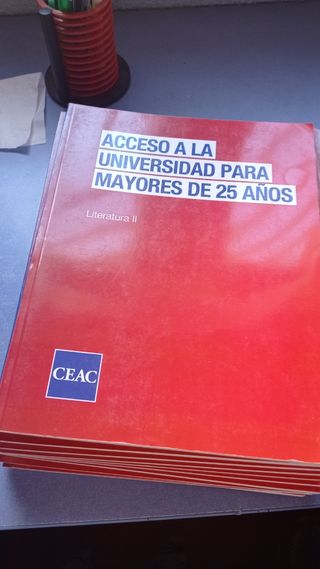 ACCESO A LA
UNIVERSIDAD PARA
MAYORES DE 25 AÑOS
Literatura II
CEAC